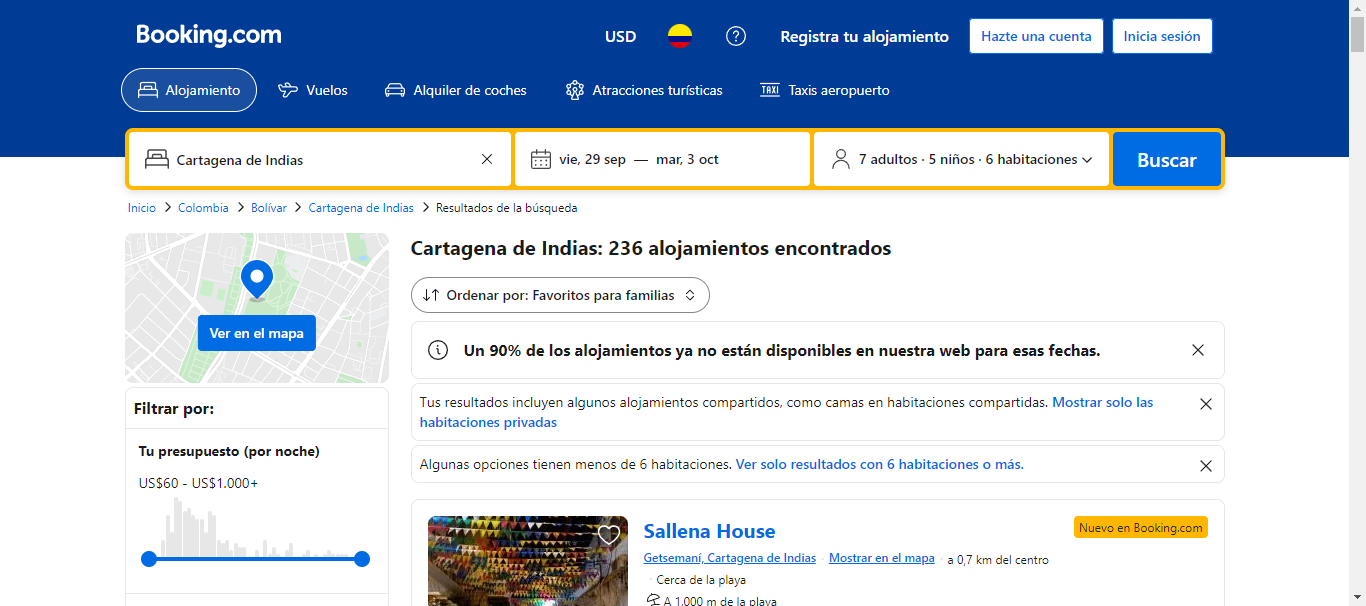 Booking.com
USD
Registra tu alojamiento
Hazte una cuenta
Inicia sesión
Alojamiento
Vuelos
Alquiler de coches
Atracciones turísticas
TAXI
Taxis aeropuerto
Cartagena de Indias
vie, 29 sep — mar, 3 oct
7 adultos · 5 niños · 6 habitaciones
Buscar
Inicio > Colombia > Bolívar > Cartagena de Indias > Resultados de la búsqueda
Ver en el mapa
Filtrar por:
Tu presupuesto (por noche)
US$60 - US$1.000+
Cartagena de Indias: 236 alojamientos encontrados
Ordenar por: Favoritos para familias
Un 90% de los alojamientos ya no están disponibles en nuestra web para esas fechas.
Tus resultados incluyen algunos alojamientos compartidos, como camas en habitaciones compartidas. Mostrar solo las
habitaciones privadas
Algunas opciones tienen menos de 6 habitaciones. Ver solo resultados con 6 habitaciones o más.
Sallena House
Nuevo en Booking.com
Getsemaní, Cartagena de Indias · Mostrar en el mapa · a 0,7 km del centro
· Cerca de la playa
A 1.000 m de la playa